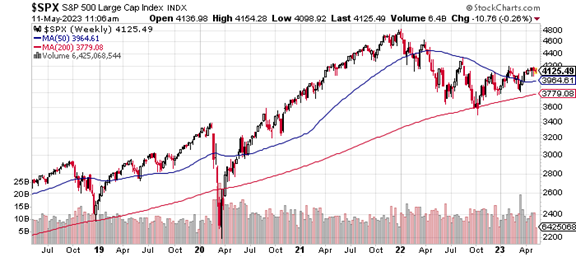 $SPX S&P 500 Large Cap Index INDX
© StockCharts.com
11-May-2023 11:06am
Open 4136.98 High 4154.28 Low 4098.92 Last 4125.49 Volume 6.4B Chg -10.76 (-0.26%)
$SPX (Weekly) 4125.49
MA(50) 3964.61
MA(200) 3779.08
Volume 6,425,068,544
4800
4600
4400
4200
4125.49
3964.61
3779.08
3600
3400
3200
3000
2800
2600
2400
2200
25B
20B
15B
10B
5B
6425068
Jul Oct 19 Apr Jul Oct 20 Apr Jul Oct 21 Apr Jul Oct 22 Apr Jul Oct 23 Apr